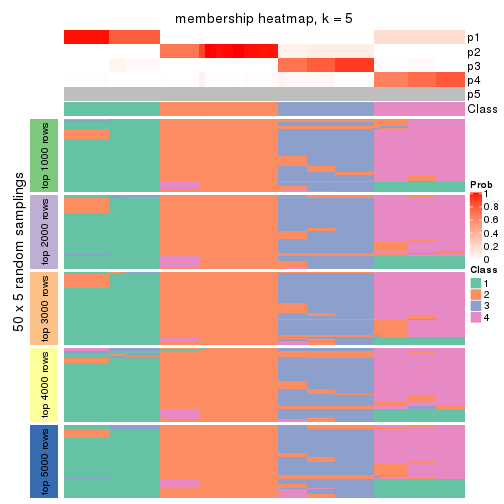 membership heatmap, k = 5
p1
p2
p3
p4
p5
Class
50 x 5 random samplings
top 1000 rows
top 2000 rows
top 3000 rows
top 4000 rows
top 5000 rows
Prob
1
0.8
0.6
0.4
0.2
0
Class
1
2
3
4